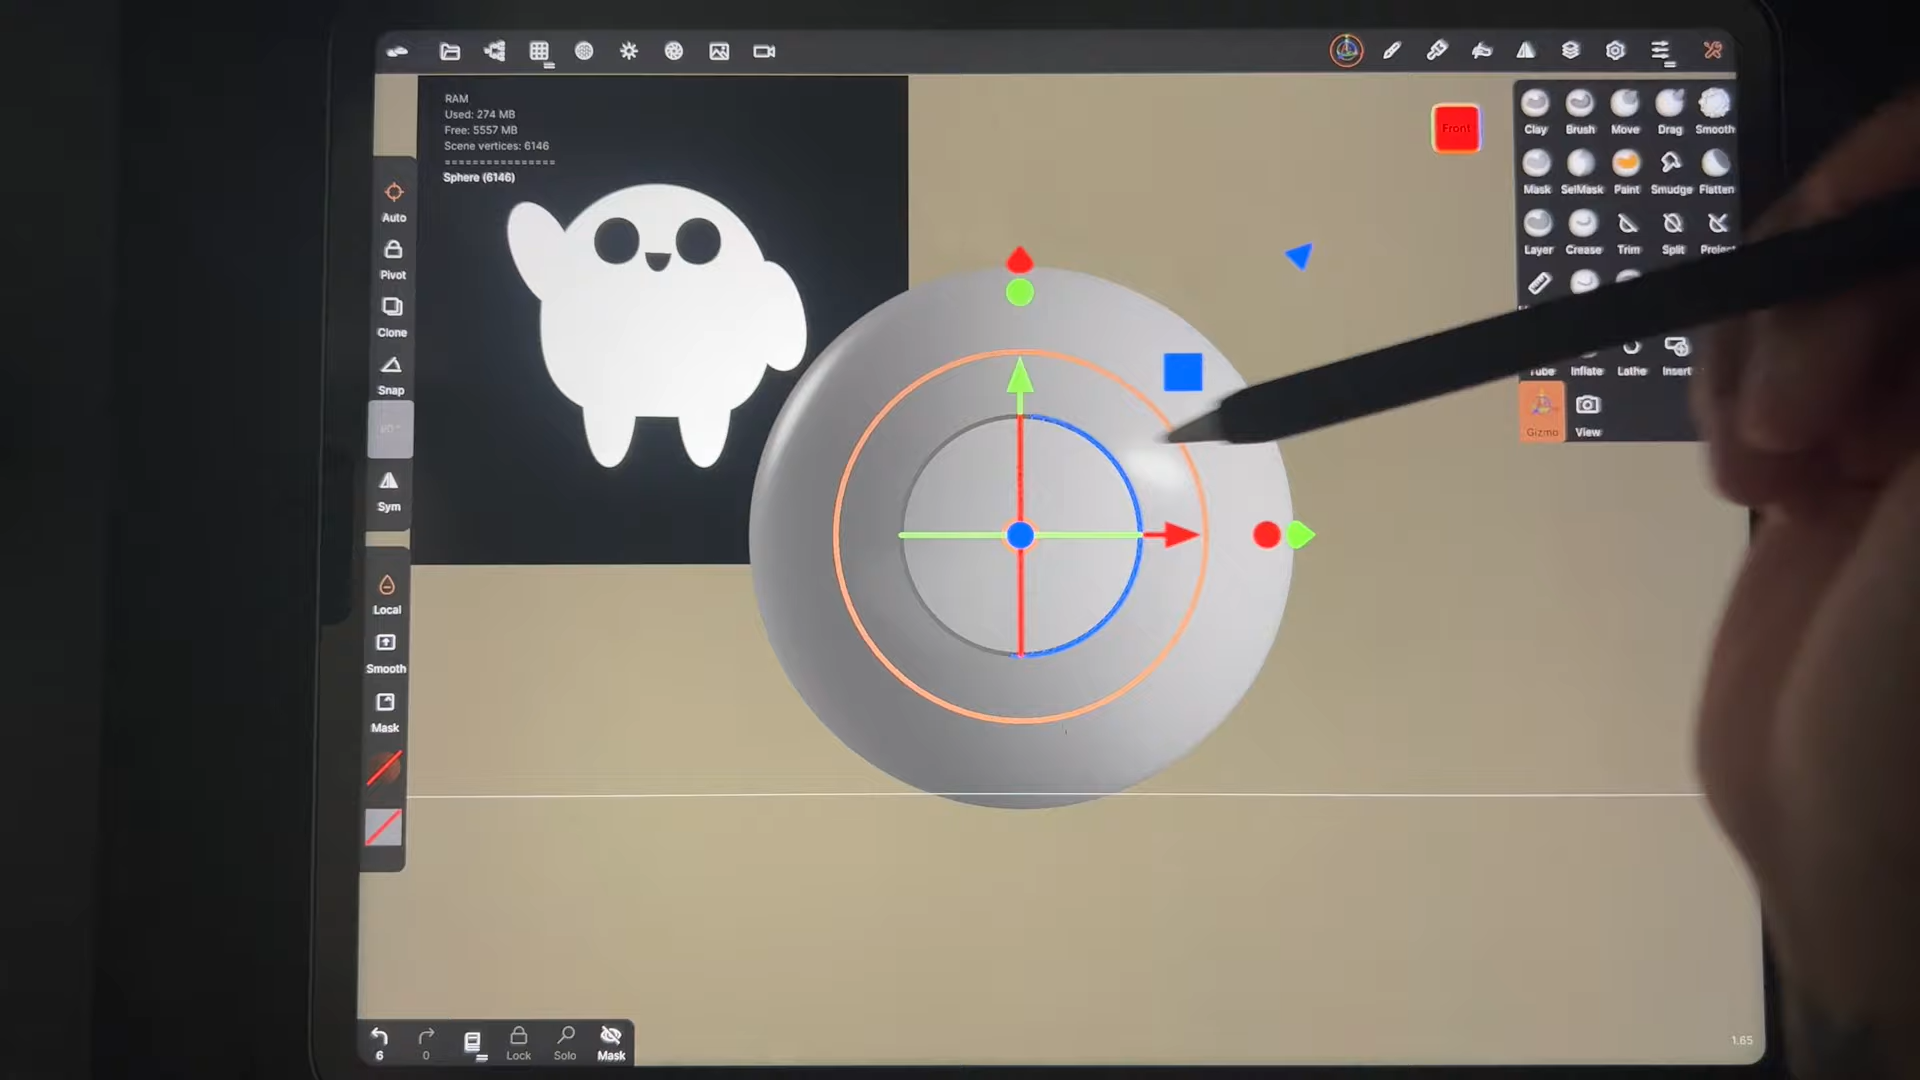 RAM
Used: 274 MB
Free: 5557 MB
Scene vertices: 6146
================
Sphere (6146)
Front
Clay Brush Move Drag Smooth
Mask SelMask Paint Smudge Flatten
Layer Crease Trim Split Project
Tube Inflate Lathe Insert
Gizmo View
Auto
Pivot
Clone
Snap
Sym
Local
Smooth
Mask
6 0 Lock Solo Mask
1.65